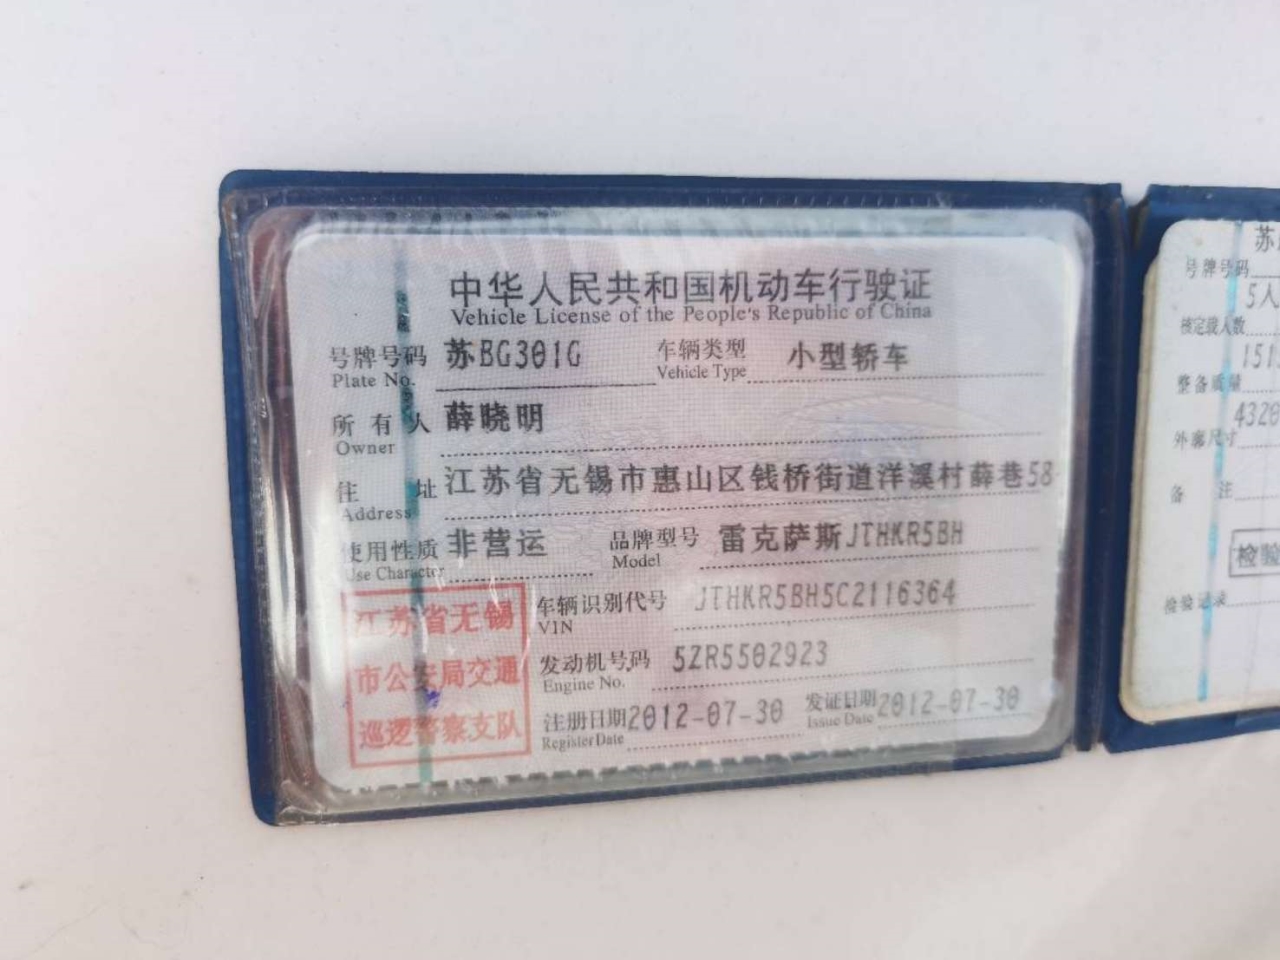 中华人民共和国机动车行驶证
Vehicle License of the People's Republic of China
号牌号码 苏BG301G 车辆类型 小型轿车
Plate No. Vehicle Type
所有人 薛晓明
Owner
住址 江苏省无锡市惠山区钱桥街道洋溪村薛巷58
Address
使用性质 非营运 品牌型号 雷克萨斯JTHKR5BH
Use Character Model
江苏省无锡
市公安局交通
巡逻警察支队
车辆识别代号 JTHKR5BH5C2116364
VIN
发动机号码 5ZR5502923
Engine No.
注册日期 2012-07-30 发证日期 2012-07-30
Register Date Issue Date
苏
号牌号码
5人
核定载人数
151
整备质量
432
外廓尺寸
备注
检验
检验记录